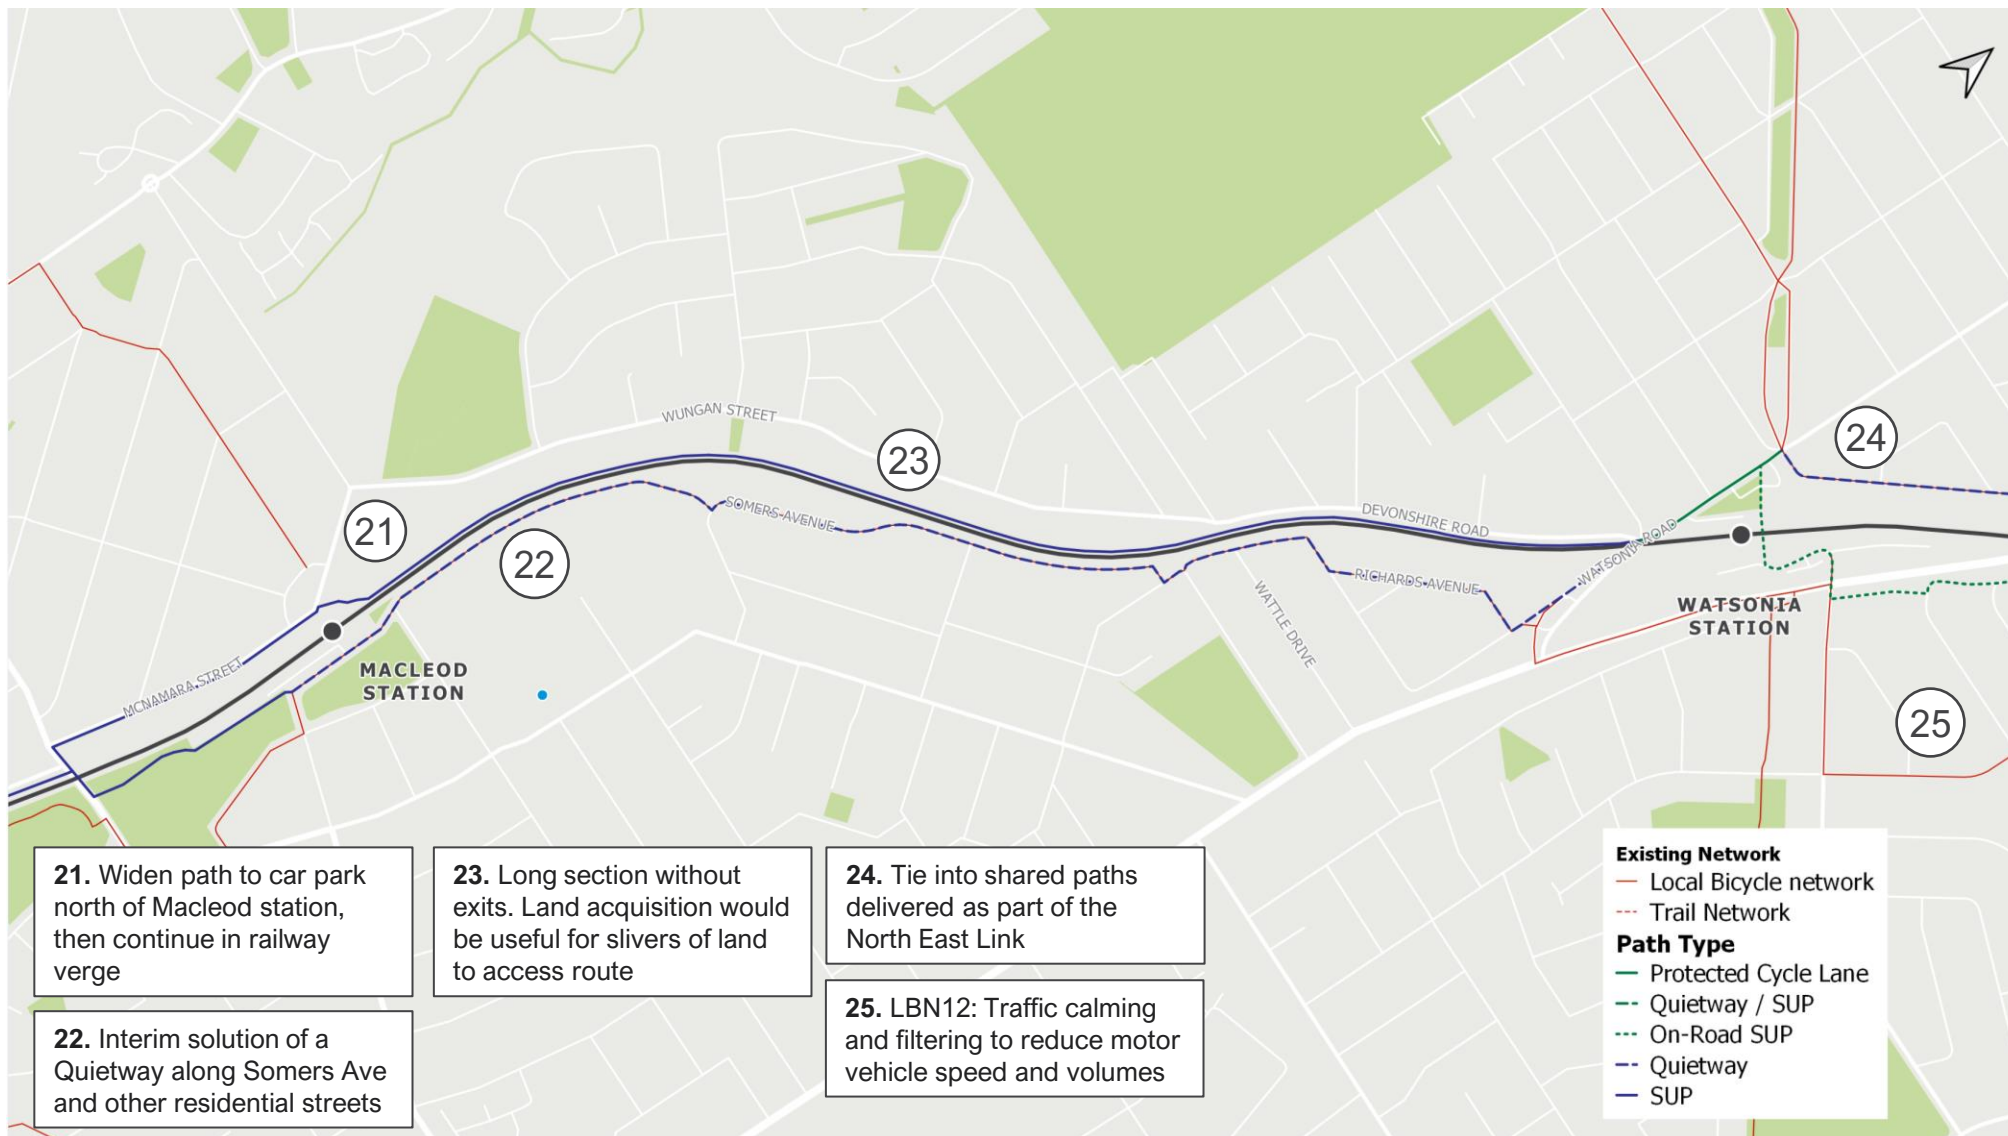 24
WUNGAN STREET
23
SOMERS AVENUE
DEVONSHIRE ROAD
21
22
WATSONIA ROAD
RICHARDS AVENUE
WATTLE DRIVE
WATSONIA
STATION
MACLEOD
STATION
MCNAMARA STREET
25
21. Widen path to car park
north of Macleod station,
then continue in railway
verge
22. Interim solution of a
Quietway along Somers Ave
and other residential streets
23. Long section without
exits. Land acquisition would
be useful for slivers of land
to access route
24. Tie into shared paths
delivered as part of the
North East Link
25. LBN12: Traffic calming
and filtering to reduce motor
vehicle speed and volumes
Existing Network
Local Bicycle network
Trail Network
Path Type
Protected Cycle Lane
Quietway / SUP
On-Road SUP
Quietway
SUP